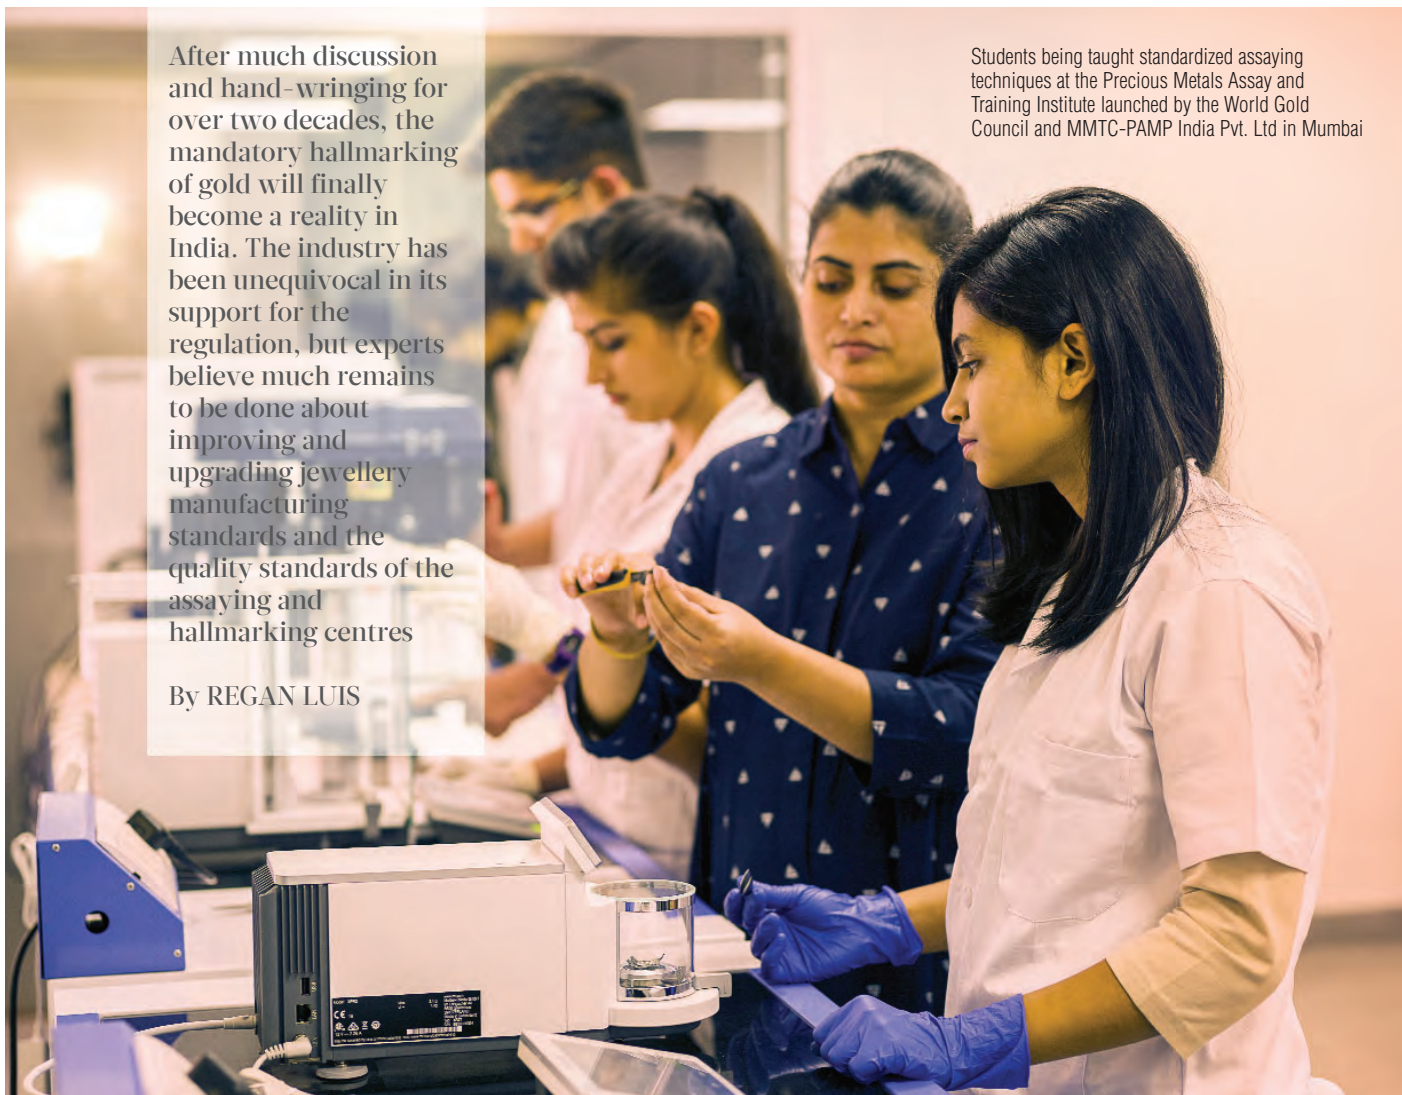 After much discussion
and hand-wringing for
over two decades, the
mandatory hallmarking
of gold will finally
become a reality in
India. The industry has
been unequivocal in its
support for the
regulation, but experts
believe much remains
to be done about
improving and
upgrading jewellery
manufacturing
standards and the
quality standards of the
assaying and
hallmarking centres
By REGAN LUIS
Students being taught standardized assaying
techniques at the Precious Metals Assay and
Training Institute launched by the World Gold
Council and MMTC-PAMP India Pvt. Ltd in Mumbai
CE